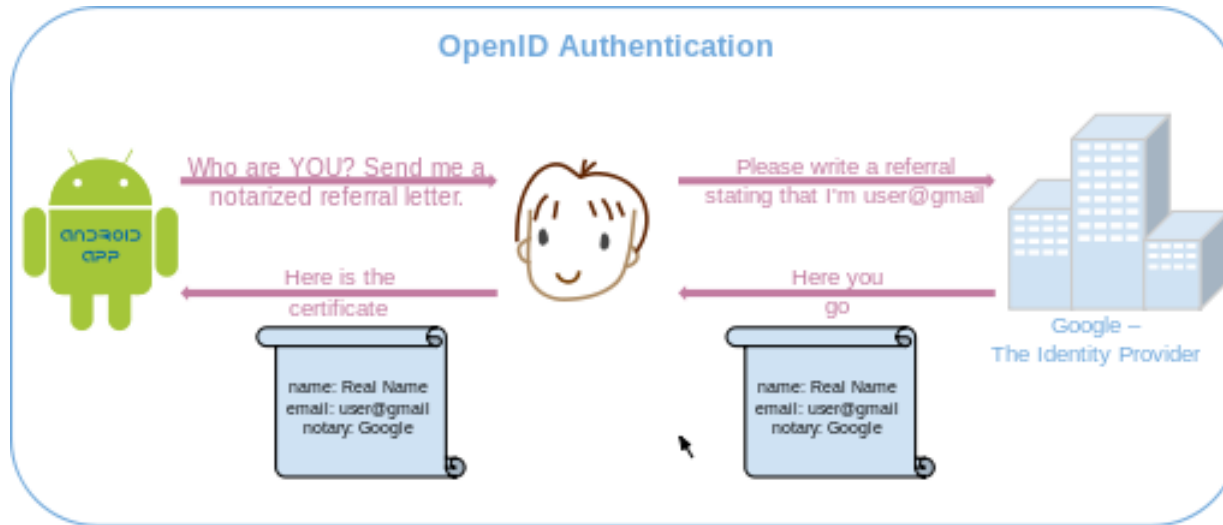 OpenID Authentication
Who are YOU? Send me a
notarized referral letter.
Please write a referral
stating that I'm user@gmail
ANDROID
APP
Here is the
certificate
Here you
go
Google –
The Identity Provider
name: Real Name
email: user@gmail
notary: Google
name: Real Name
email: user@gmail
notary: Google